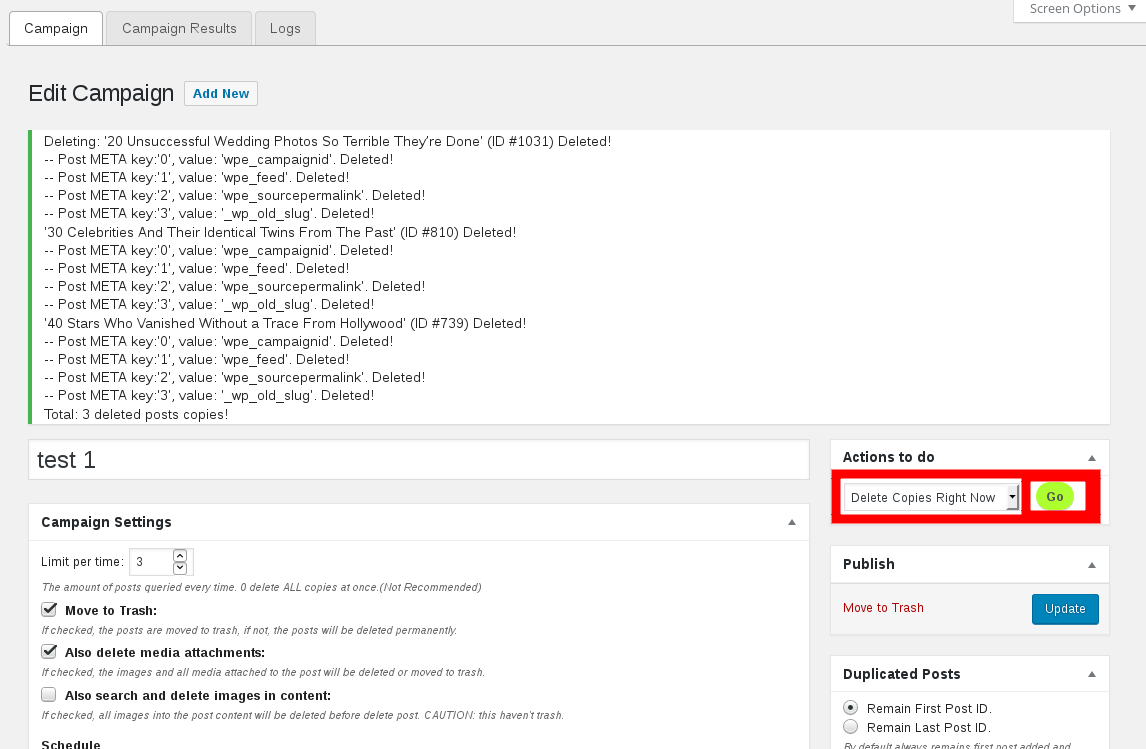 Screen Options
Campaign
Campaign Results
Logs
Edit Campaign
Add New
Deleting: '20 Unsuccessful Wedding Photos So Terrible They’re Done' (ID #1031) Deleted!
-- Post META key:'0', value: 'wpe_campaignid'. Deleted!
-- Post META key:'1', value: 'wpe_feed'. Deleted!
-- Post META key:'2', value: 'wpe_sourcepermalink'. Deleted!
-- Post META key:'3', value: '_wp_old_slug'. Deleted!
'30 Celebrities And Their Identical Twins From The Past' (ID #810) Deleted!
-- Post META key:'0', value: 'wpe_campaignid'. Deleted!
-- Post META key:'1', value: 'wpe_feed'. Deleted!
-- Post META key:'2', value: 'wpe_sourcepermalink'. Deleted!
-- Post META key:'3', value: '_wp_old_slug'. Deleted!
'40 Stars Who Vanished Without a Trace From Hollywood' (ID #739) Deleted!
-- Post META key:'0', value: 'wpe_campaignid'. Deleted!
-- Post META key:'1', value: 'wpe_feed'. Deleted!
-- Post META key:'2', value: 'wpe_sourcepermalink'. Deleted!
-- Post META key:'3', value: '_wp_old_slug'. Deleted!
Total: 3 deleted posts copies!
test 1
Campaign Settings
Limit per time: 3
The amount of posts queried every time. 0 delete ALL copies at once.(Not Recommended)
Move to Trash:
If checked, the posts are moved to trash, if not, the posts will be deleted permanently.
Also delete media attachments:
If checked, the images and all media attached to the post will be deleted or moved to trash.
Also search and delete images in content:
If checked, all images into the post content will be deleted before delete post. CAUTION: this haven't trash.
Schedule
Actions to do
Delete Copies Right Now
Go
Publish
Move to Trash
Update
Duplicated Posts
Remain First Post ID.
Remain Last Post ID.
By default always remains first post added and